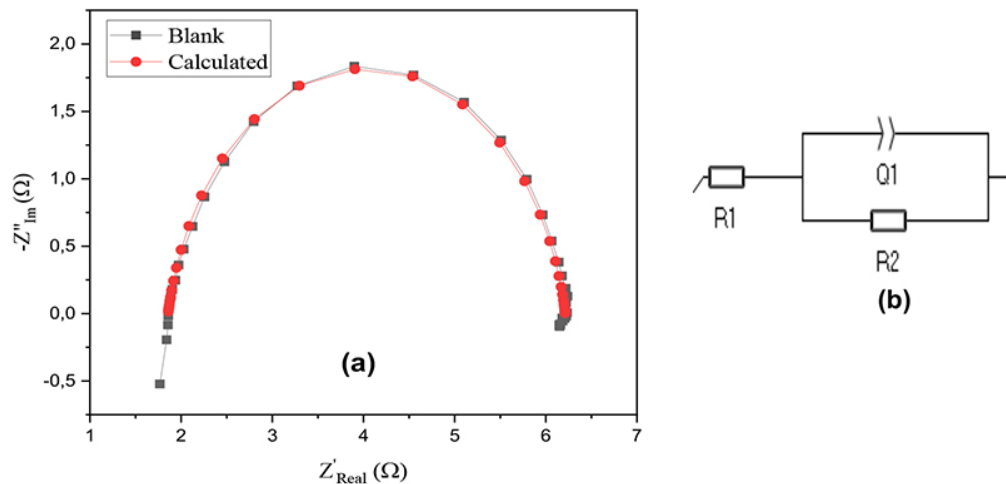 Blank
Calculated
2,0
1,5
1,0
0,5
0,0
-0,5
-Z''Im (Ω)
1 2 3 4 5 6 7
Z'Real (Ω)
(a)
R1
Q1
R2
(b)